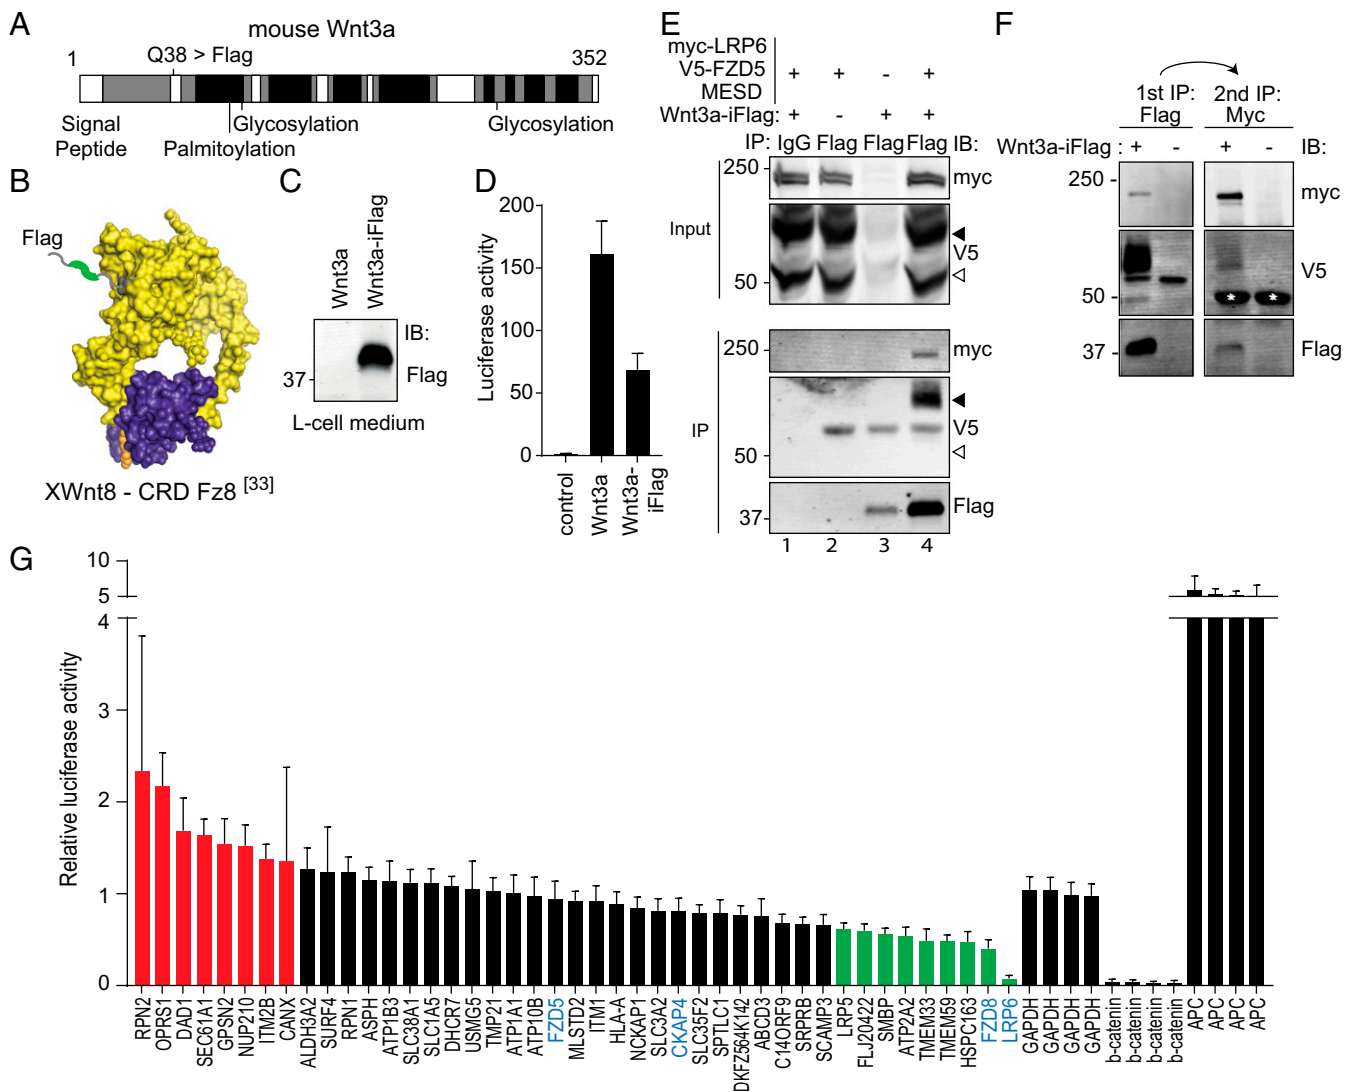 A
mouse Wnt3a
1
Q38 > Flag
352
Signal
Peptide
Palmitoylation
Glycosylation
Glycosylation
B
Flag
XWnt8 - CRD Fz8 [33]
C
Wnt3a
Wnt3a-iFlag
IB:
Flag
37
L-cell medium
D
Luciferase activity
200
150
100
50
0
control
Wnt3a
Wnt3a-
iFlag
E
myc-LRP6
V5-FZD5
MESD
+ + - +
Wnt3a-iFlag: + - + +
IP: IgG Flag Flag Flag IB:
Input
250
myc
V5
50
IP
250
myc
V5
50
Flag
37
1 2 3 4
F
1st IP:
Flag
2nd IP:
Myc
Wnt3a-iFlag : + - + - IB:
250
myc
V5
50
* *
37
Flag
G
Relative luciferase activity
10
5
4
3
2
1
0
RPN2
OPRS1
DAD1
SEC61A1
GPSN2
NUP210
ITM2B
CANX
ALDH3A2
SURF4
RPN1
ASPH
ATP1B3
SLC38A1
SLC1A5
DHCR7
USMG5
TMP21
ATP1A1
ATP10B
FZD5
MLSTD2
ITM1
HLA-A
NCKAP1
SLC3A2
CKAP4
SLC35F2
SPTLC1
DKFZ564K142
ABCD3
C14ORF9
SRPRB
SCAMP3
LRP5
FLJ20422
SMBP
ATP2A2
TMEM33
TMEM59
HSPC163
FZD8
LRP6
GAPDH
GAPDH
GAPDH
GAPDH
b-catenin
b-catenin
b-catenin
b-catenin
APC
APC
APC
APC